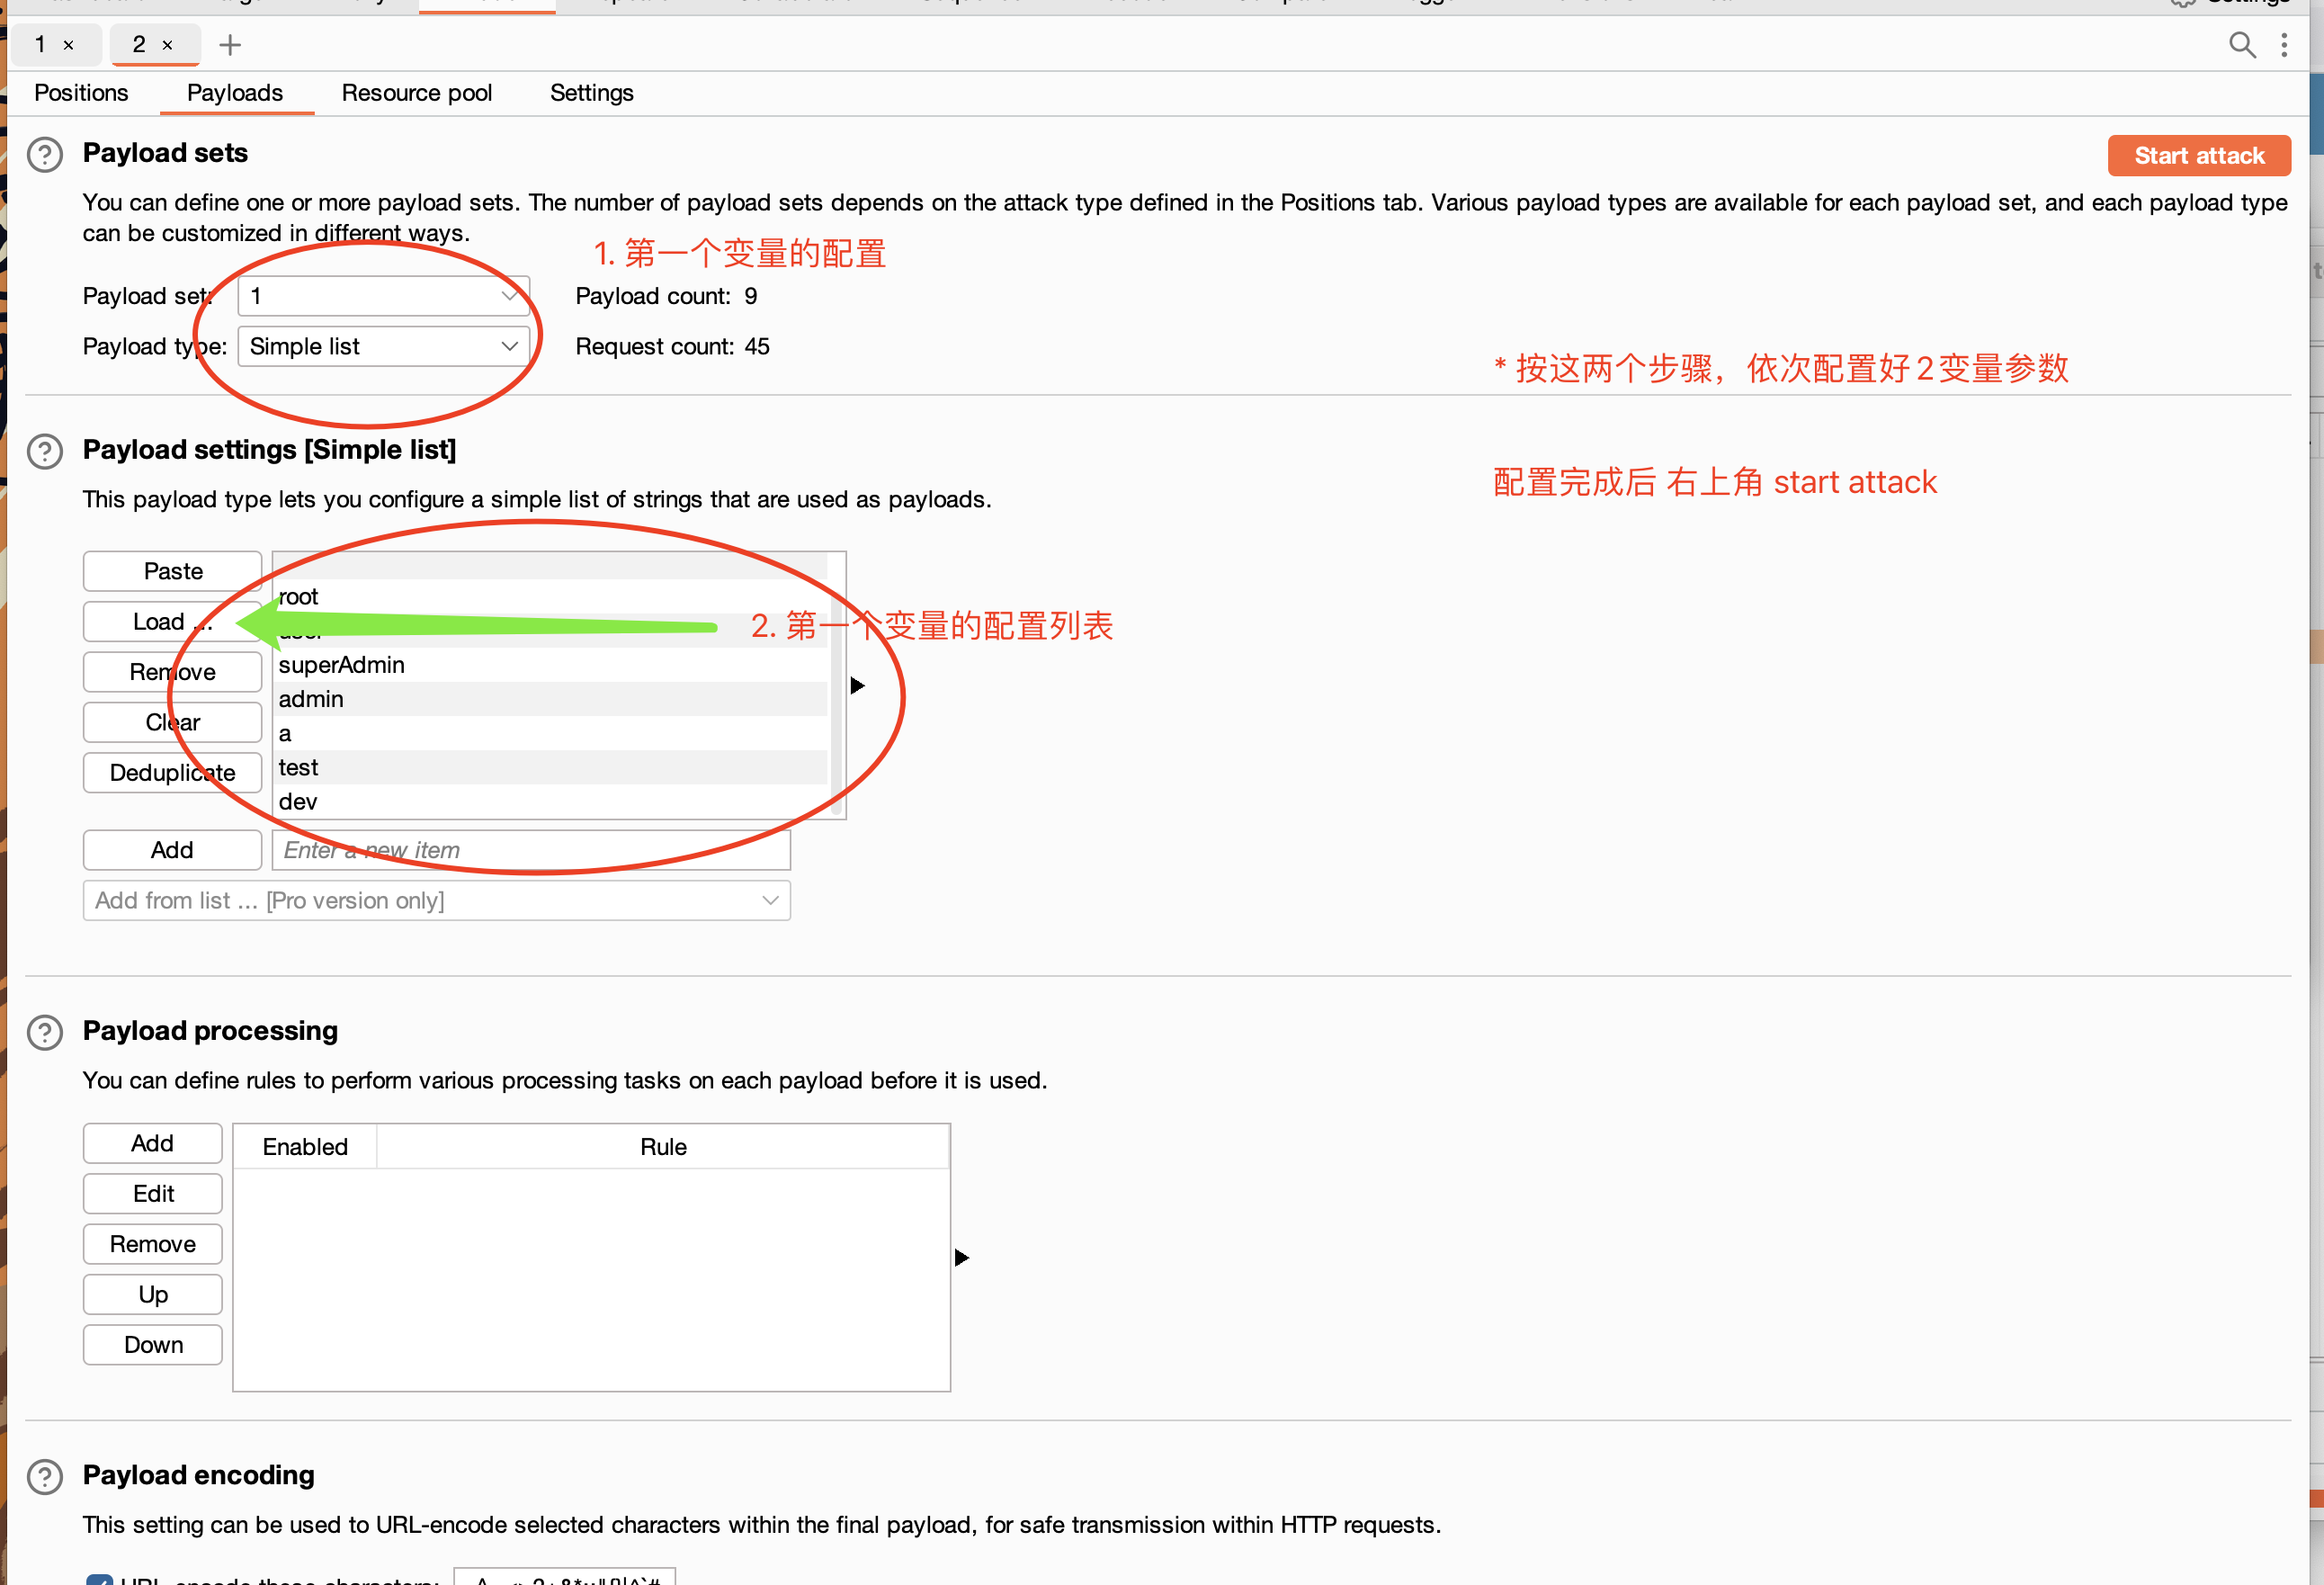 Settings
1 × 2 × +
Positions Payloads Resource pool Settings
Payload sets
Start attack
You can define one or more payload sets. The number of payload sets depends on the attack type defined in the Positions tab. Various payload types are available for each payload set, and each payload type
can be customized in different ways.
1. 第一个变量的配置
Payload set: 1 Payload count: 9
Payload type: Simple list Request count: 45
* 按这两个步骤，依次配置好2变量参数
Payload settings [Simple list]
配置完成后 右上角 start attack
This payload type lets you configure a simple list of strings that are used as payloads.
Paste
root
Load ...
user
2. 第一个变量的配置列表
superAdmin
Remove
admin
Clear
a
test
Deduplicate
dev
Add Enter a new item
Add from list ... [Pro version only]
Payload processing
You can define rules to perform various processing tasks on each payload before it is used.
Add
Enabled Rule
Edit
Remove
Up
Down
Payload encoding
This setting can be used to URL-encode selected characters within the final payload, for safe transmission within HTTP requests.
URL-encode these characters: